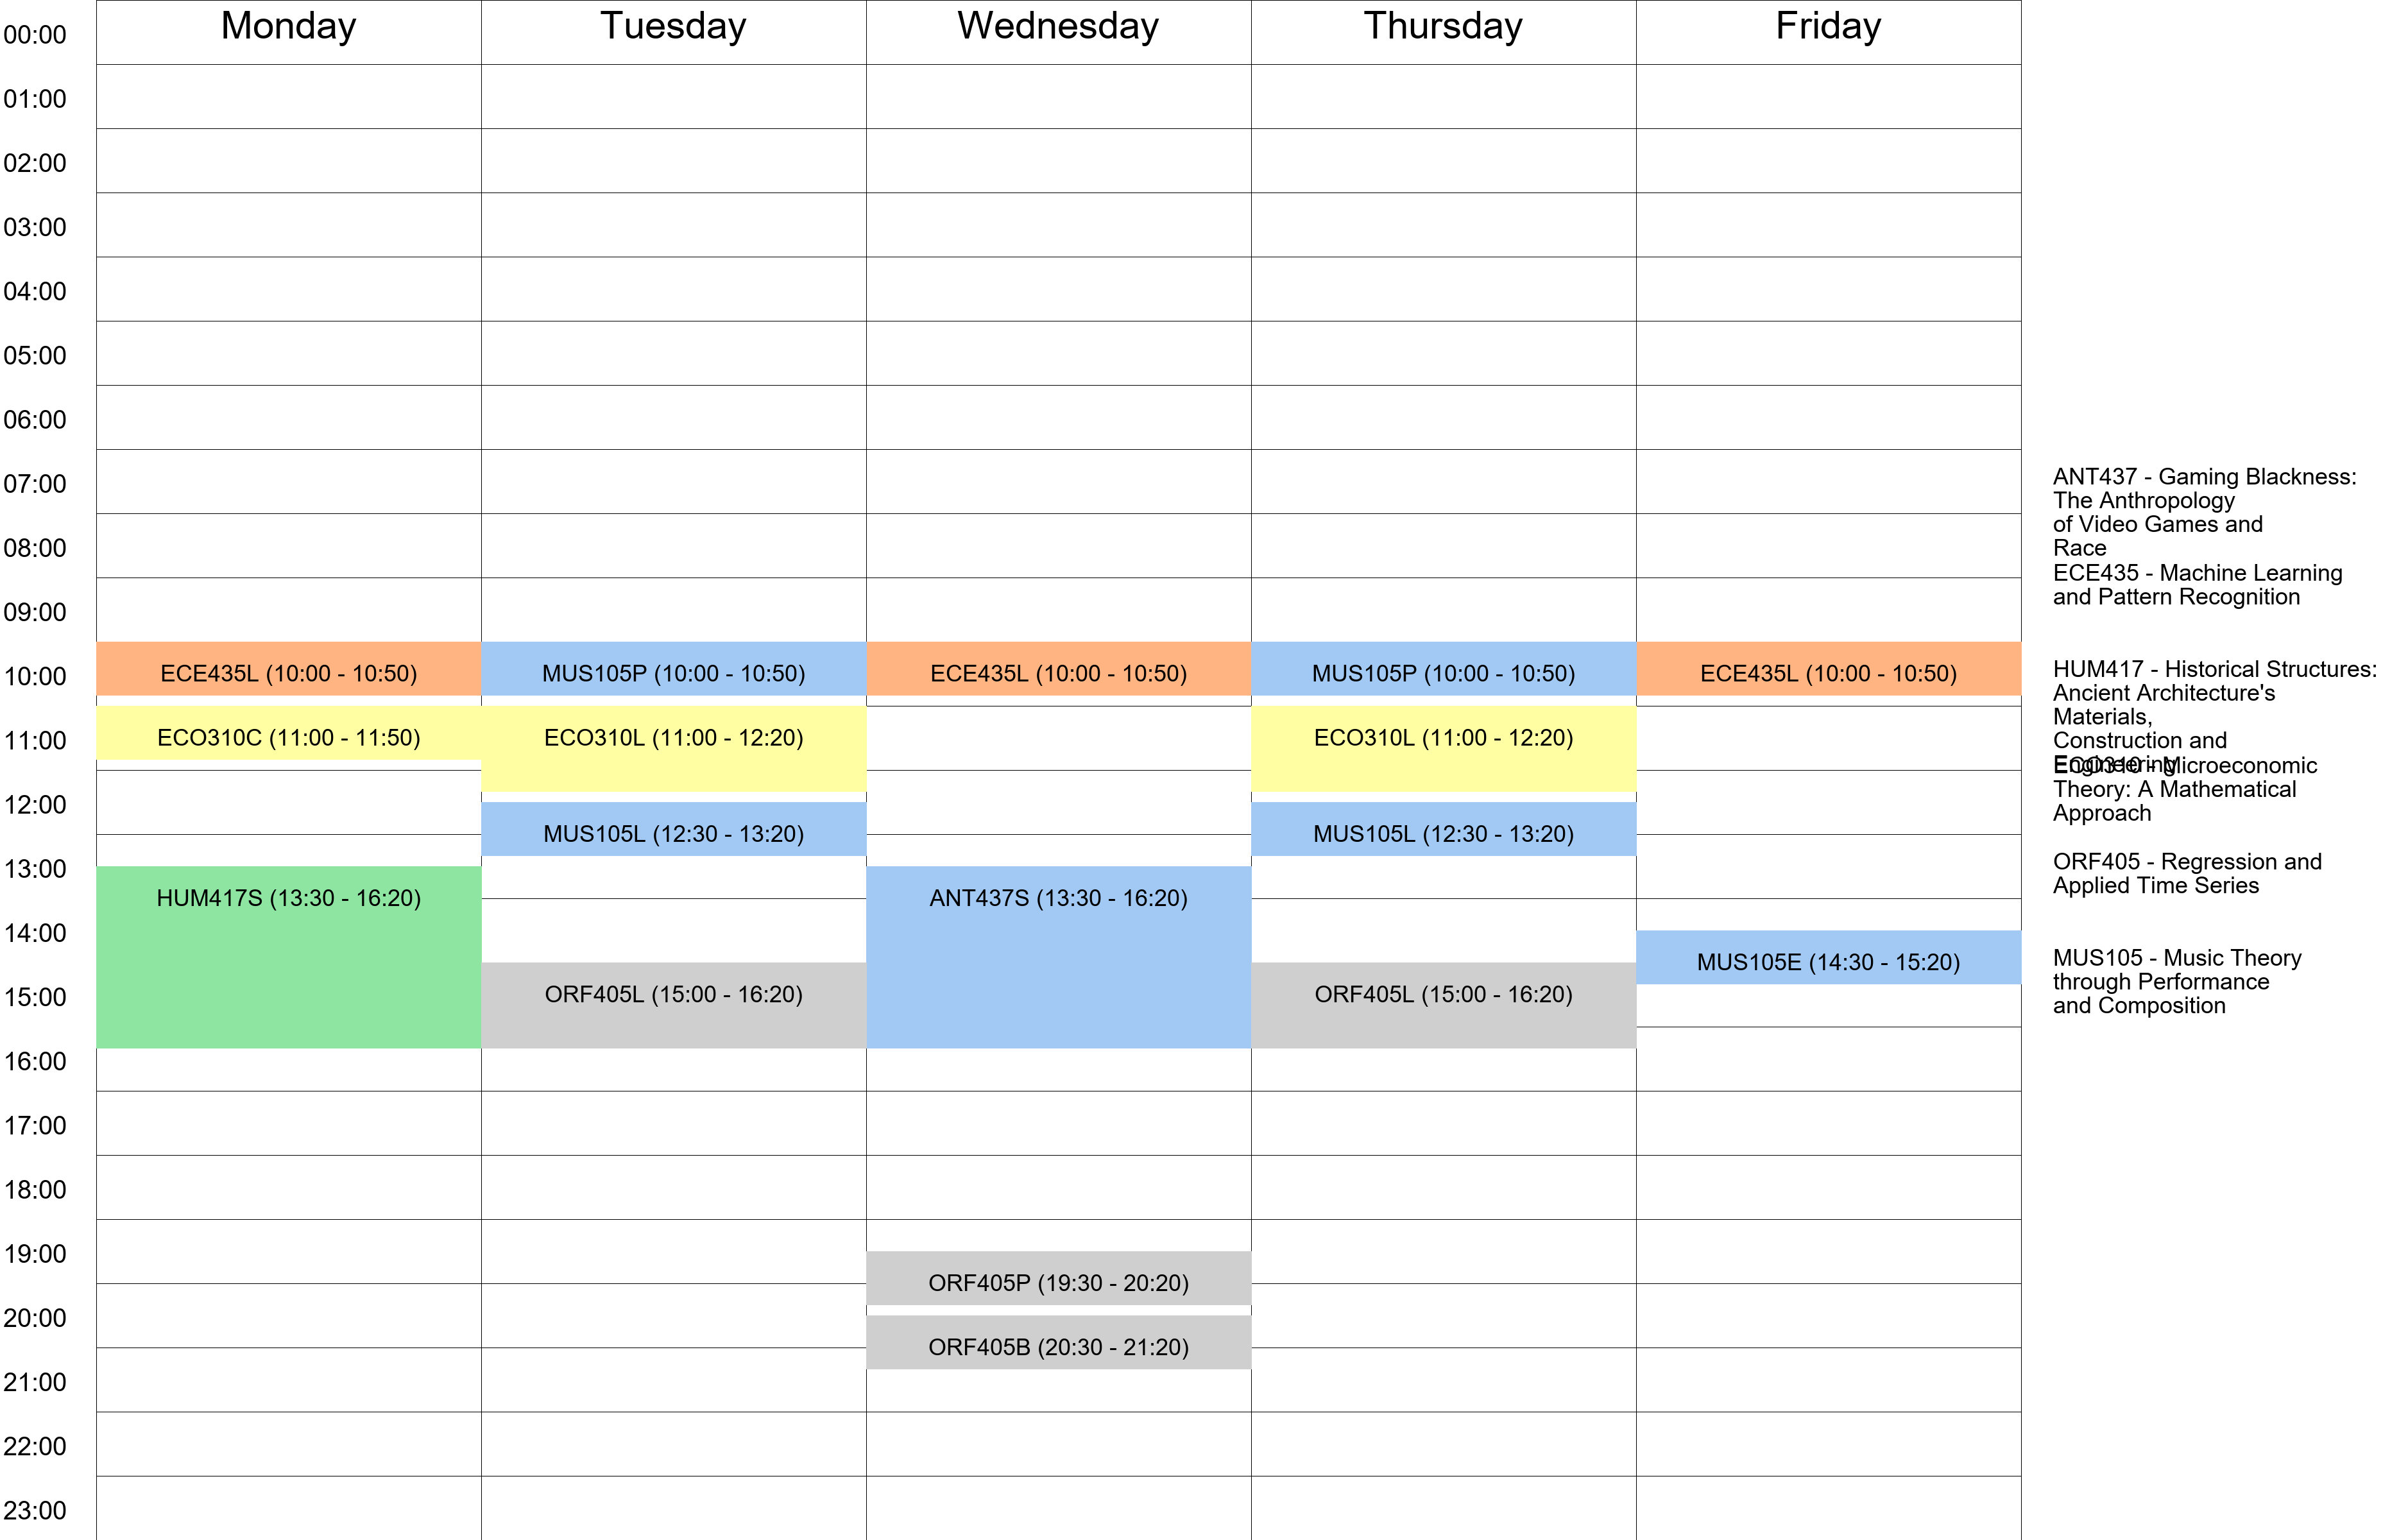 Monday Tuesday Wednesday Thursday Friday
00:00
01:00
02:00
03:00
04:00
05:00
06:00
07:00
08:00
09:00
10:00
11:00
12:00
13:00
14:00
15:00
16:00
17:00
18:00
19:00
20:00
21:00
22:00
23:00
ECE435L (10:00 - 10:50)
ECO310C (11:00 - 11:50)
HUM417S (13:30 - 16:20)
MUS105P (10:00 - 10:50)
ECO310L (11:00 - 12:20)
MUS105L (12:30 - 13:20)
ORF405L (15:00 - 16:20)
ECE435L (10:00 - 10:50)
ANT437S (13:30 - 16:20)
ORF405P (19:30 - 20:20)
ORF405B (20:30 - 21:20)
MUS105P (10:00 - 10:50)
ECO310L (11:00 - 12:20)
MUS105L (12:30 - 13:20)
ORF405L (15:00 - 16:20)
ECE435L (10:00 - 10:50)
MUS105E (14:30 - 15:20)
ANT437 - Gaming Blackness:
The Anthropology
of Video Games and
Race
ECE435 - Machine Learning
and Pattern Recognition
HUM417 - Historical Structures:
Ancient Architecture's
Materials,
Construction and
Engineering
ECO310 - Microeconomic
Theory: A Mathematical
Approach
ORF405 - Regression and
Applied Time Series
MUS105 - Music Theory
through Performance
and Composition